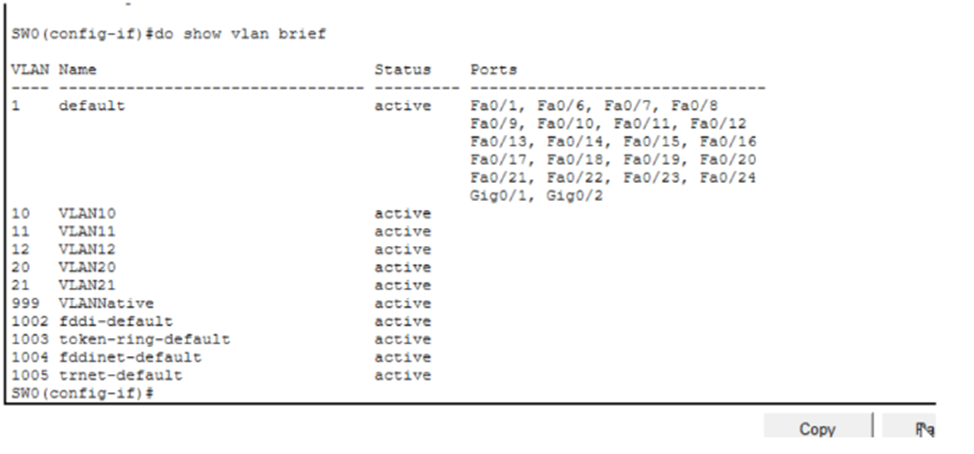 SW0(config-if)#do show vlan brief
VLAN Name                             Status    Ports
---- -------------------------------- --------- -------------------------------
1    default                          active    Fa0/1, Fa0/6, Fa0/7, Fa0/8
                                                Fa0/9, Fa0/10, Fa0/11, Fa0/12
                                                Fa0/13, Fa0/14, Fa0/15, Fa0/16
                                                Fa0/17, Fa0/18, Fa0/19, Fa0/20
                                                Fa0/21, Fa0/22, Fa0/23, Fa0/24
                                                Gig0/1, Gig0/2
10   VLAN10                           active
11   VLAN11                           active
12   VLAN12                           active
20   VLAN20                           active
21   VLAN21                           active
999  VLANNative                       active
1002 fddi-default                     active
1003 token-ring-default               active
1004 fddinet-default                  active
1005 trnet-default                    active
SW0(config-if)#
Copy